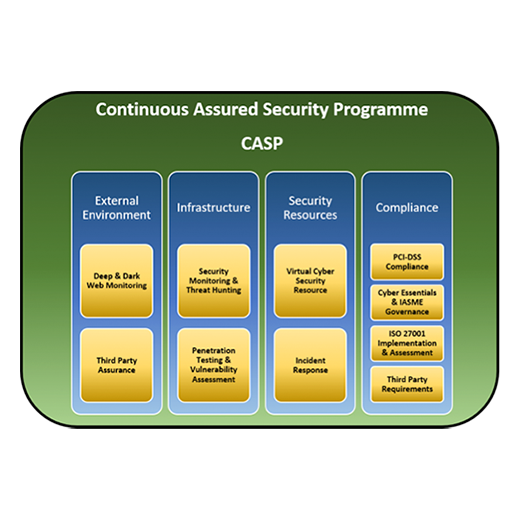 Continuous Assured Security Programme
CASP
External
Environment
Deep & Dark
Web Monitoring
Third Party
Assurance
Infrastructure
Security
Monitoring &
Threat Hunting
Penetration
Testing &
Vulnerability
Assessment
Security
Resources
Virtual Cyber
Security
Resource
Incident
Response
Compliance
PCI-DSS
Compliance
Cyber Essentials
& IASME
Governance
ISO 27001
Implementation
& Assessment
Third Party
Requirements